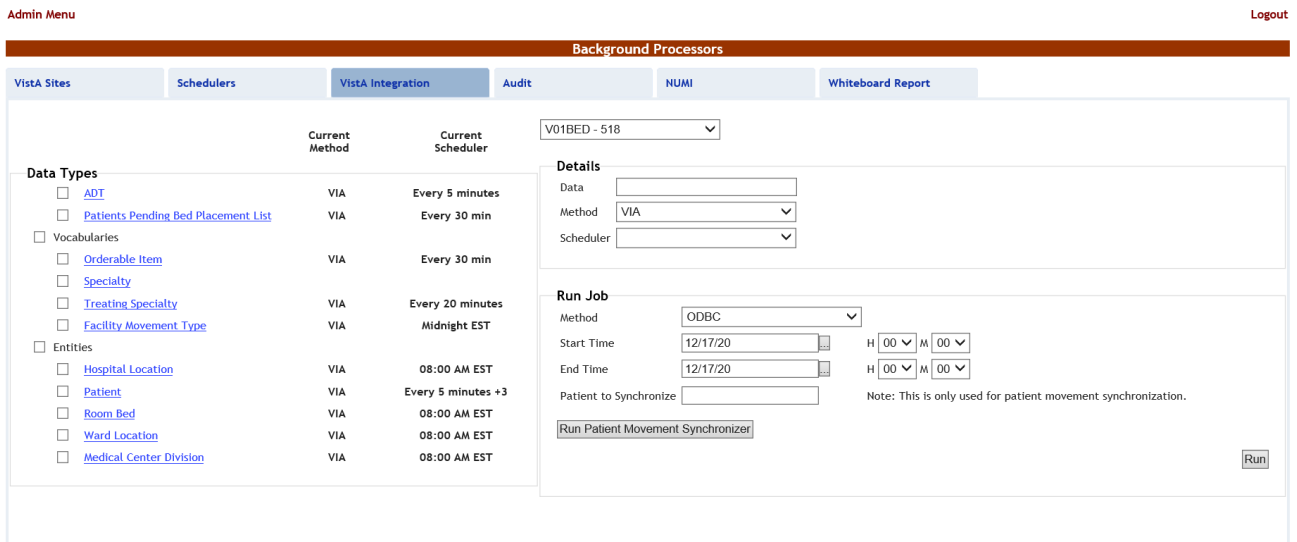 Admin Menu Logout
Background Processors
VistA Sites Schedulers VistA Integration Audit NUMI Whiteboard Report
V01BED - 518
Current Method Current Scheduler
Data Types
ADT VIA Every 5 minutes
Patients Pending Bed Placement List VIA Every 30 min
Vocabularies
Orderable Item VIA Every 30 min
Specialty
Treating Specialty VIA Every 20 minutes
Facility Movement Type VIA Midnight EST
Entities
Hospital Location VIA 08:00 AM EST
Patient VIA Every 5 minutes +3
Room Bed VIA 08:00 AM EST
Ward Location VIA 08:00 AM EST
Medical Center Division VIA 08:00 AM EST
Details
Data
Method VIA
Scheduler
Run Job
Method ODBC
Start Time 12/17/20 ... H 00 M 00
End Time 12/17/20 ... H 00 M 00
Patient to Synchronize Note: This is only used for patient movement synchronization.
Run Patient Movement Synchronizer
Run